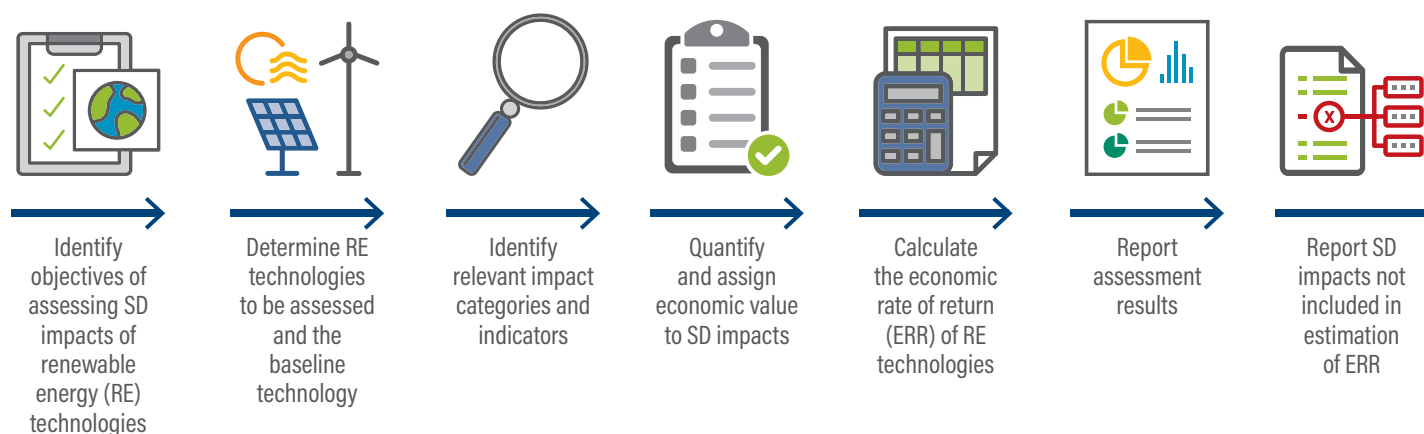 X
Identify
objectives of
assessing SD
impacts of
renewable
energy (RE)
technologies
Determine RE
technologies
to be assessed
and the
baseline
technology
Identify
relevant impact
categories and
indicators
Quantify
and assign
economic value
to SD impacts
Calculate
the economic
rate of return
(ERR) of RE
technologies
Report
assessment
results
Report SD
impacts not
included in
estimation
of ERR